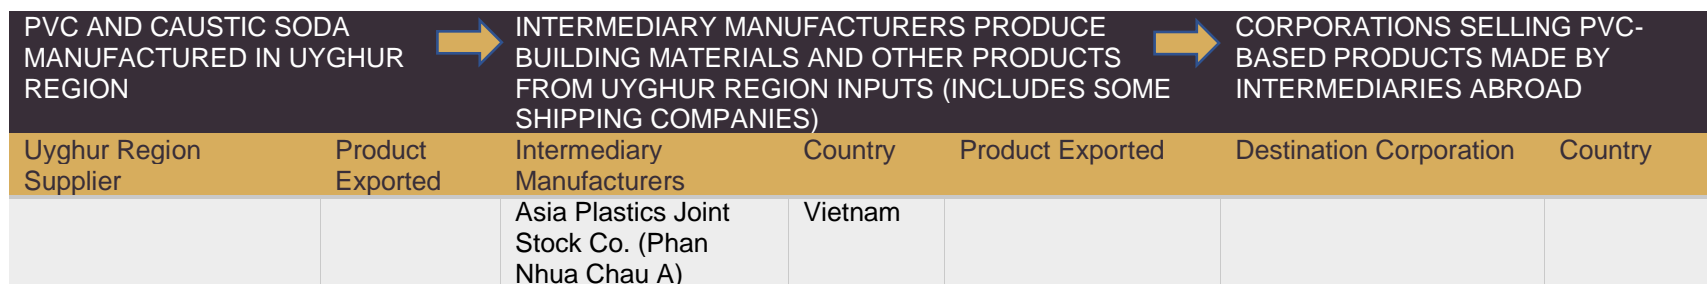 PVC AND CAUSTIC SODA
MANUFACTURED IN UYGHUR
REGION
INTERMEDIARY MANUFACTURERS PRODUCE
BUILDING MATERIALS AND OTHER PRODUCTS
FROM UYGHUR REGION INPUTS (INCLUDES SOME
SHIPPING COMPANIES)
CORPORATIONS SELLING PVC-
BASED PRODUCTS MADE BY
INTERMEDIARIES ABROAD
Uyghur Region
Supplier
Product
Exported
Intermediary
Manufacturers
Country
Product Exported
Destination Corporation
Country
Asia Plastics Joint
Stock Co. (Phan
Nhua Chau A)
Vietnam